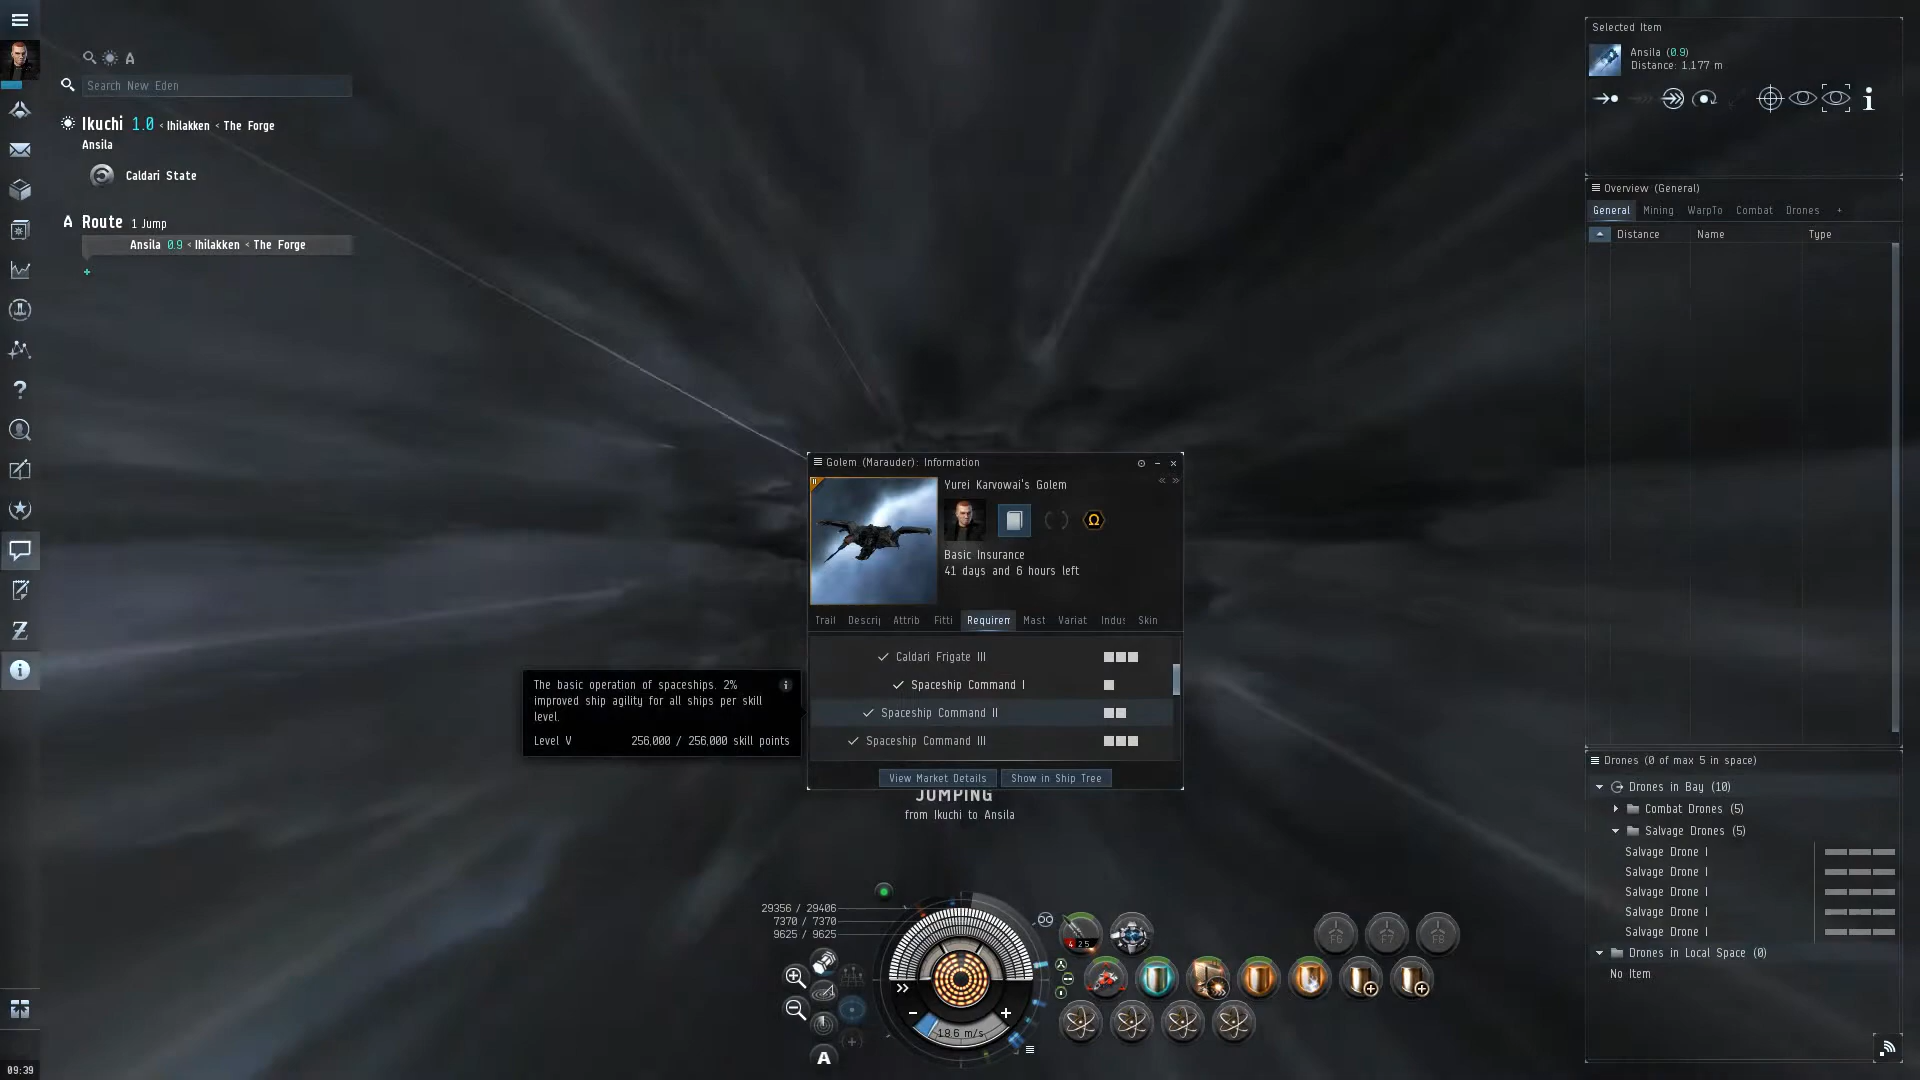 Search New Eden
Ikuchi 1.0 < Ihilakken < The Forge
Ansila
Caldari State
A Route 1 Jump
Ansila 0.9 < Ihilakken < The Forge
+
Selected Item
Ansila (0.9)
Distance: 1,177 m
Overview (General)
General Mining WarpTo Combat Drones +
Distance Name Type
Golem (Marauder): Information
Yurei Karvowai's Golem
Basic Insurance
41 days and 6 hours left
Trait Descrip Attrib Fitti Requirem Mast Variat Indus Skin
Caldari Frigate III
Spaceship Command I
Spaceship Command II
Spaceship Command III
The basic operation of spaceships. 2%
improved ship agility for all ships per skill
level.
Level V 256,000 / 256,000 skill points
View Market Details Show in Ship Tree
JUMPING
from Ikuchi to Ansila
Drones (0 of max 5 in space)
Drones in Bay (10)
Combat Drones (5)
Salvage Drones (5)
Salvage Drone I
Salvage Drone I
Salvage Drone I
Salvage Drone I
Salvage Drone I
Drones in Local Space (0)
No Item
29356 / 29406
7370 / 7370
9625 / 9625
425
F6 F7 F8
19.6 m/s
A
09:39